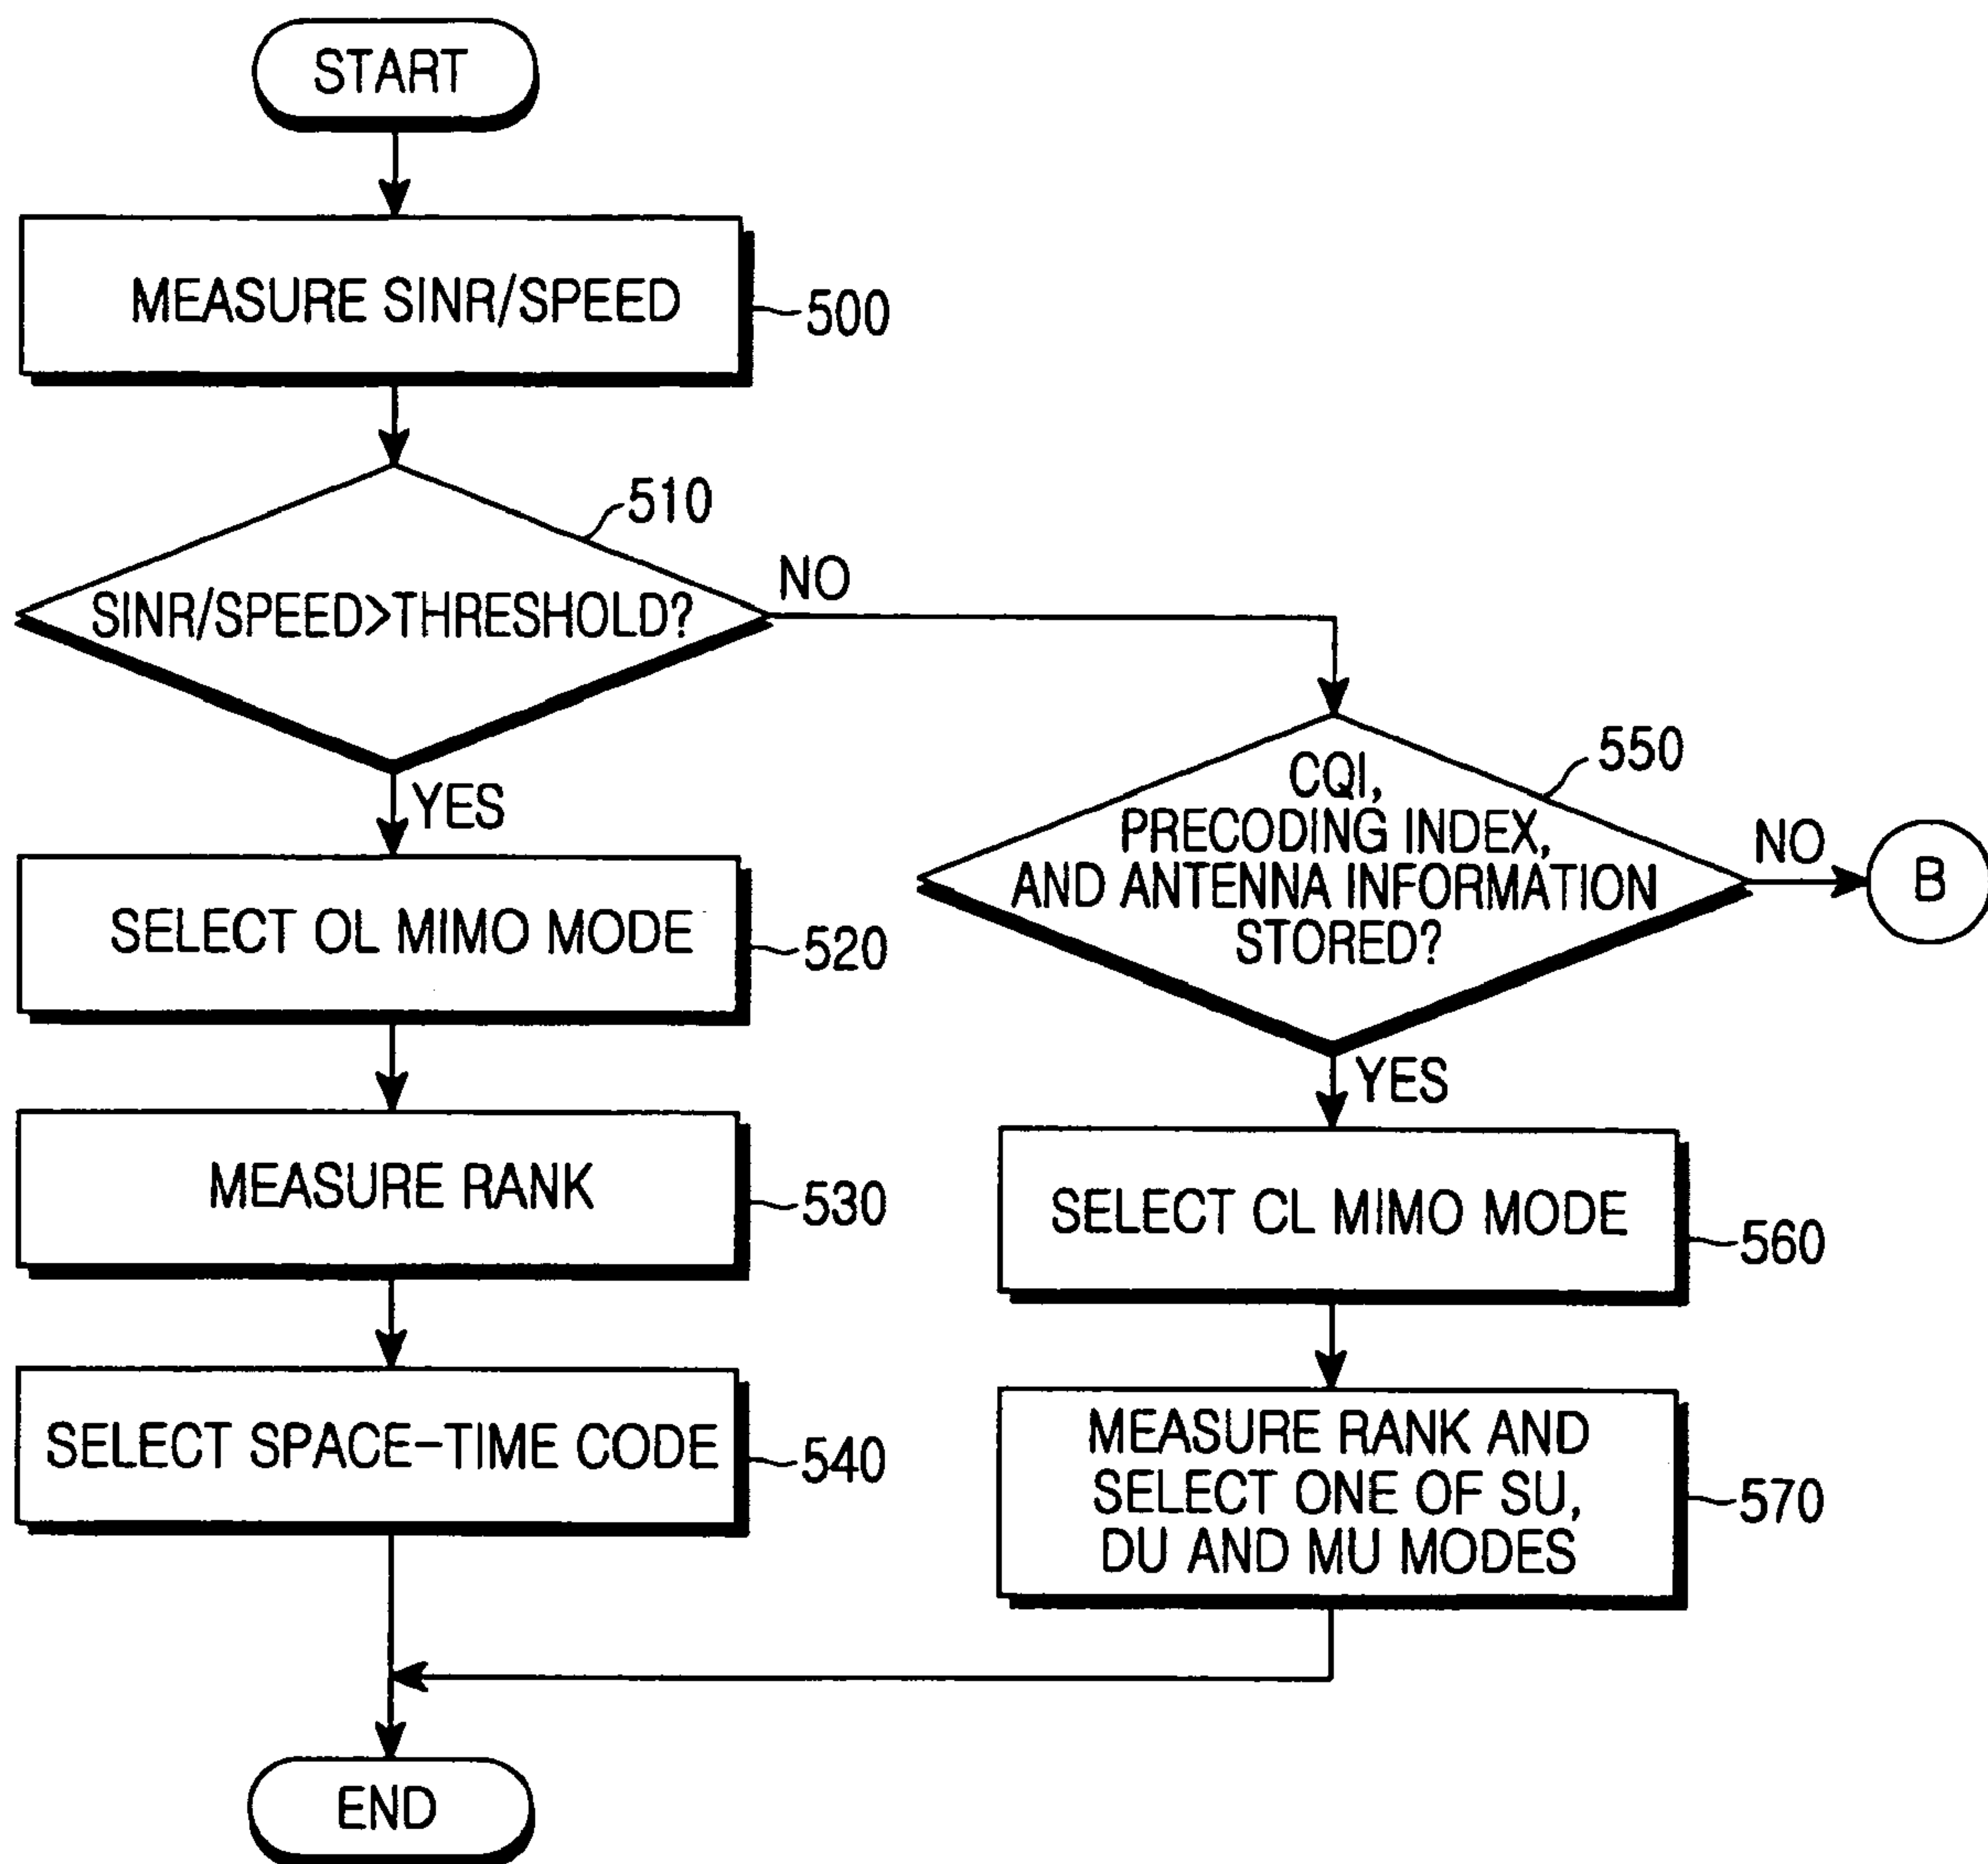 START
MEASURE SINR/SPEED
500
510
SINR/SPEED>THRESHOLD?
NO
YES
550
CQI,
PRECODING INDEX,
AND ANTENNA INFORMATION
STORED?
NO
B
YES
SELECT OL MIMO MODE
520
MEASURE RANK
530
SELECT CL MIMO MODE
560
SELECT SPACE-TIME CODE
540
MEASURE RANK AND
SELECT ONE OF SU,
DU AND MU MODES
570
END